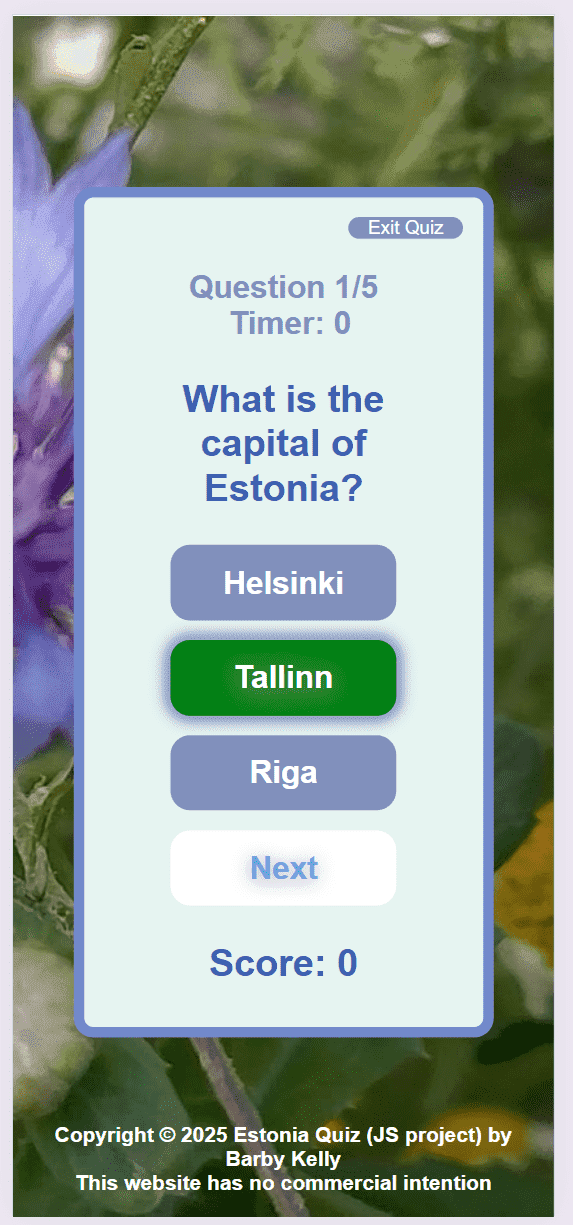 Exit Quiz
Question 1/5
Timer: 0
What is the
capital of
Estonia?
Helsinki
Tallinn
Riga
Next
Score: 0
Copyright © 2025 Estonia Quiz (JS project) by
Barby Kelly
This website has no commercial intention